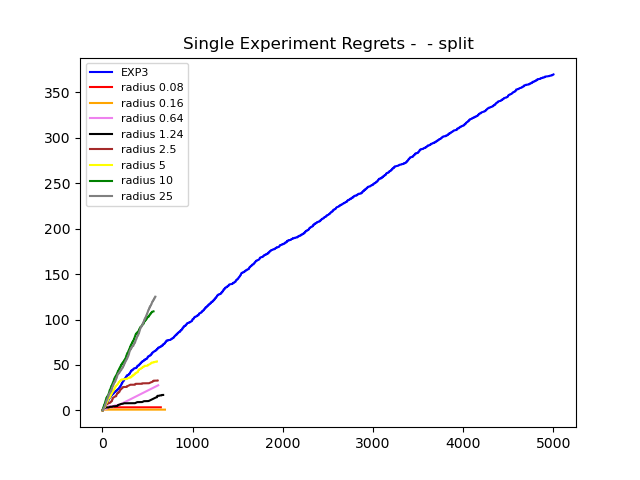 Single Experiment Regrets -  - split
EXP3
radius 0.08
radius 0.16
radius 0.64
radius 1.24
radius 2.5
radius 5
radius 10
radius 25
350
300
250
200
150
100
50
0
0 1000 2000 3000 4000 5000